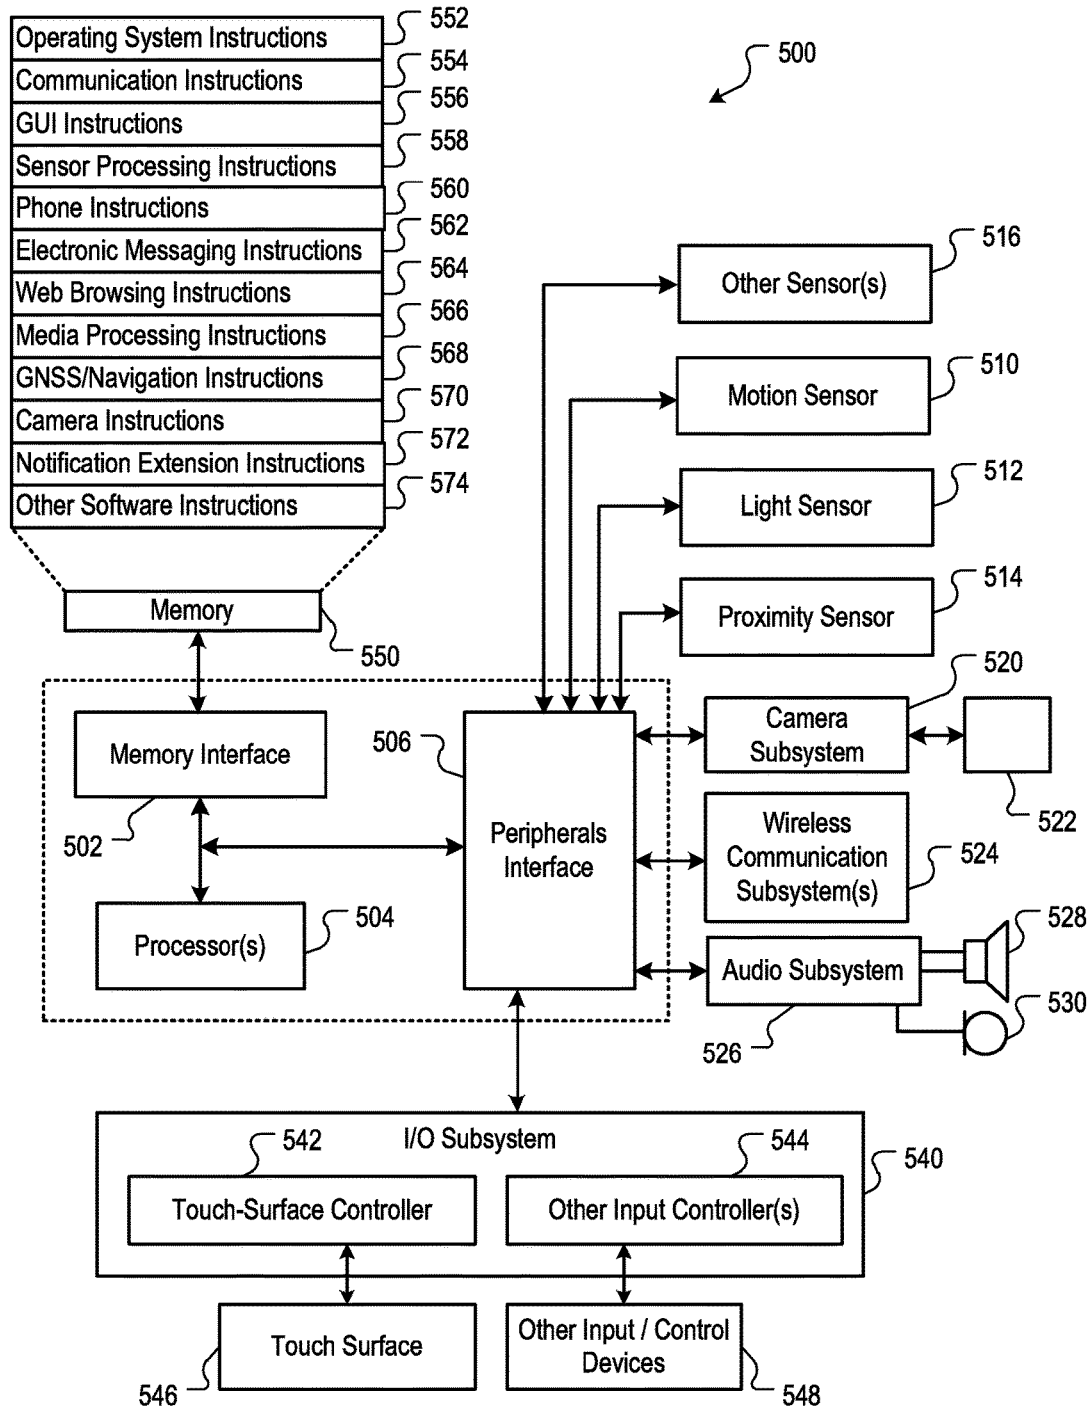 552
Operating System Instructions
554
Communication Instructions
556
GUI Instructions
558
Sensor Processing Instructions
560
Phone Instructions
562
Electronic Messaging Instructions
564
Web Browsing Instructions
566
Media Processing Instructions
568
GNSS/Navigation Instructions
570
Camera Instructions
572
Notification Extension Instructions
574
Other Software Instructions
Memory
550
500
516
Other Sensor(s)
510
Motion Sensor
512
Light Sensor
514
Proximity Sensor
520
Camera
Subsystem
522
Memory Interface
502
506
Peripherals
Interface
Wireless
Communication
Subsystem(s)
524
504
Processor(s)
Audio Subsystem
526
528
530
I/O Subsystem
542
544
540
Touch-Surface Controller
Other Input Controller(s)
Touch Surface
546
Other Input / Control
Devices
548